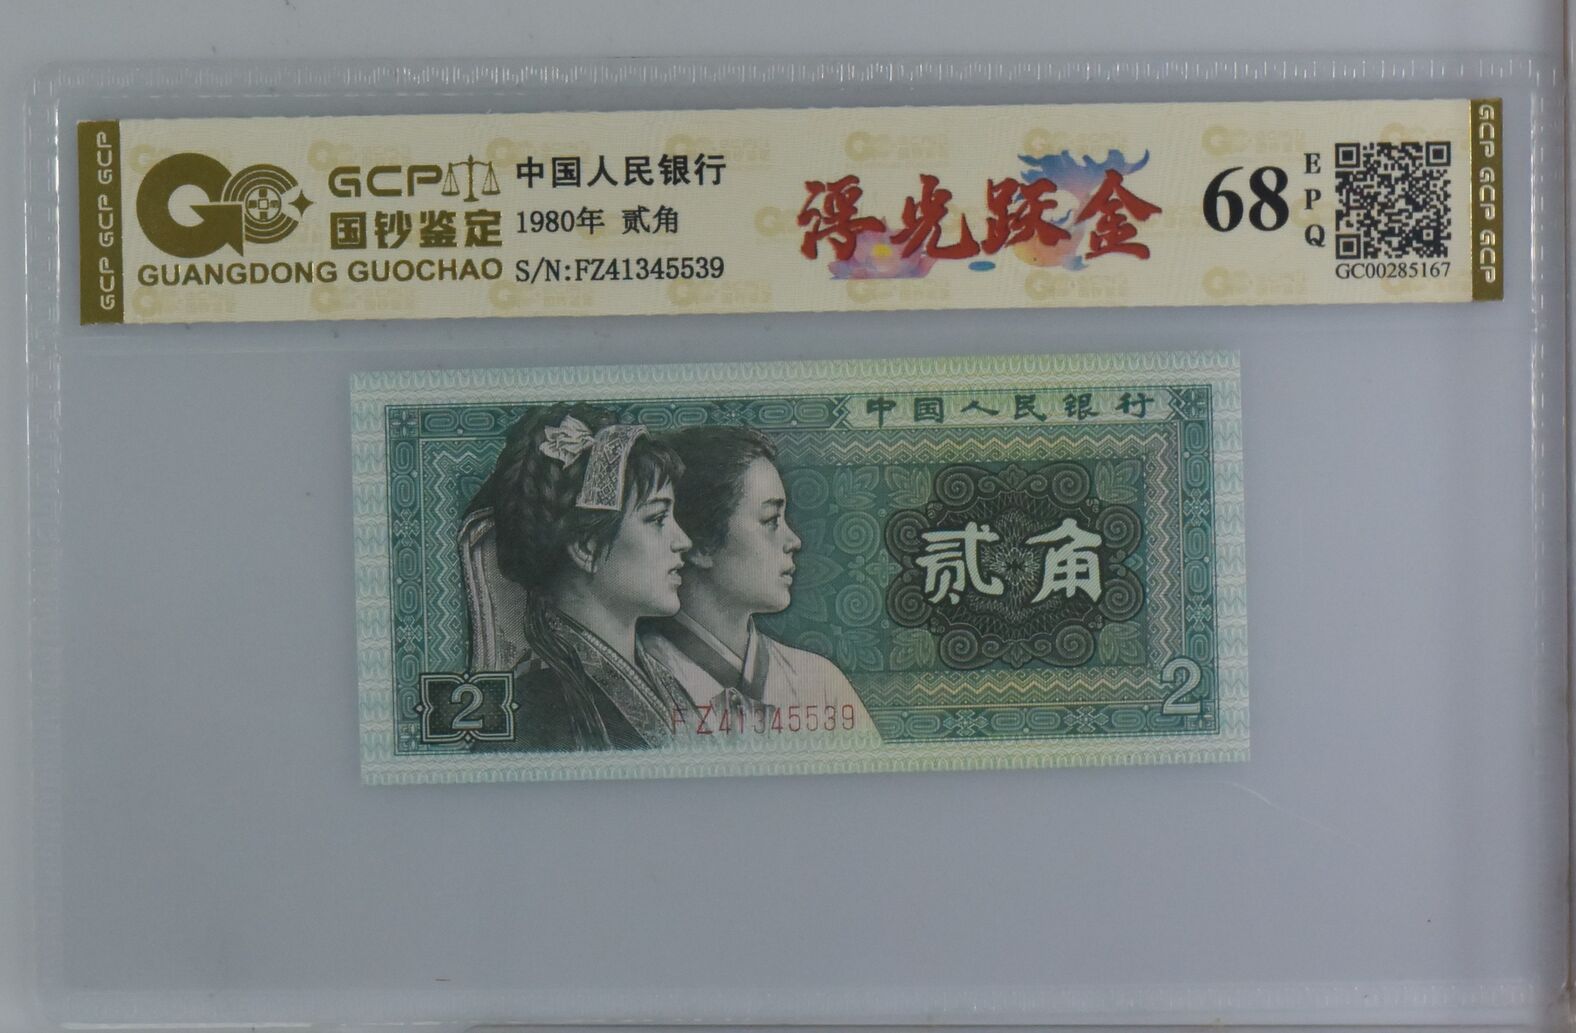 GCP GCP GCP
GCP
国钞鉴定
GUANGDONG GUOCHAO
中国人民银行
1980年 贰角
S/N:FZ41345539
浮光跃金
68
EPQ
GC00285167
GCP GCP GCP
中国人民银行
贰角
2
2
FZ41345539